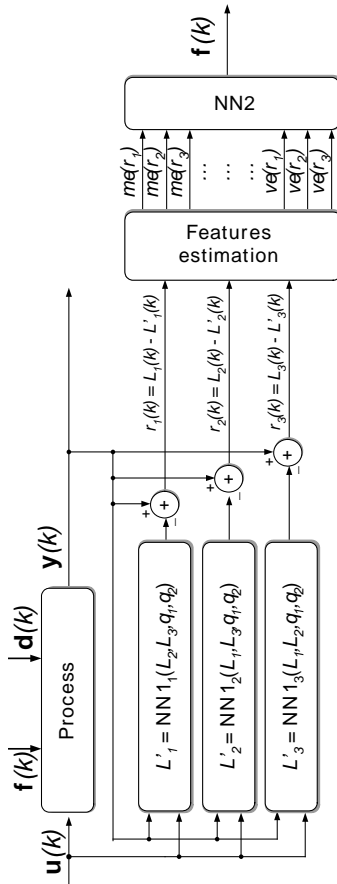 u(k)
f(k)
d(k)
Process
y(k)
L'₁ = NN1₁(L₂,L₃,q₁,q₂)
L'₂ = NN1₂(L₁,L₃,q₁,q₂)
L'₃ = NN1₃(L₁,L₂,q₁,q₂)
+
+
−
+
+
−
+
+
−
r₁(k) = L₁(k) - L'₁(k)
r₂(k) = L₂(k) - L'₂(k)
r₃(k) = L₃(k) - L'₃(k)
Features
estimation
me(r₁)
me(r₂)
me(r₃)
... ... ...
ve(r₁)
ve(r₂)
ve(r₃)
NN2
f(k)